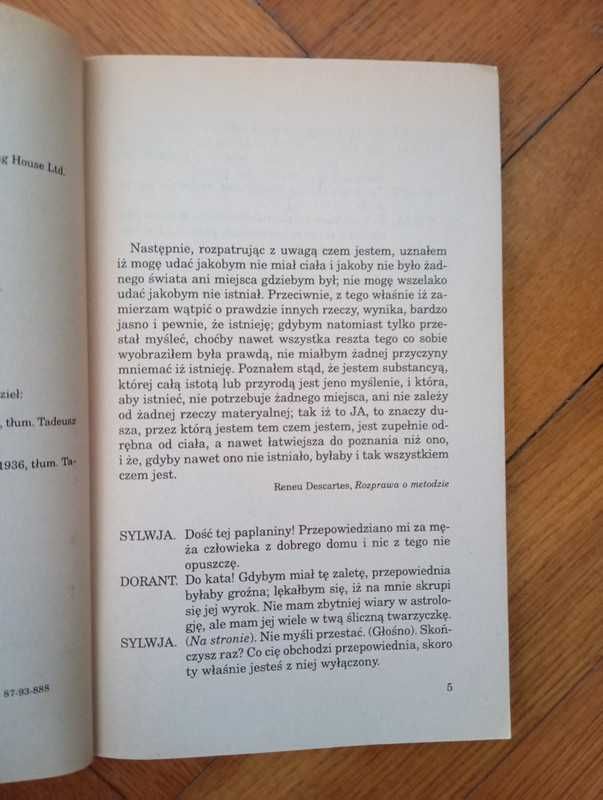 ng House Ltd.
dzieł:
, tłum. Tadeusz
1936, tłum. Ta-
87-93-888
Następnie, rozpatrując z uwagą czem jestem, uznałem
iż mogę udać jakobym nie miał ciała i jakoby nie było żad-
nego świata ani miejsca gdziebym był; nie mogę wszelako
udać jakobym nie istniał. Przeciwnie, z tego właśnie iż za-
mierzam wątpić o prawdzie innych rzeczy, wynika, bardzo
jasno i pewnie, że istnieję; gdybym natomiast tylko prze-
stał myśleć, choćby nawet wszystka reszta tego co sobie
wyobraziłem była prawdą, nie miałbym żadnej przyczyny
mniemać iż istnieję. Poznałem stąd, że jestem substancyą,
której całą istotą lub przyrodą jest jeno myślenie, i która,
aby istnieć, nie potrzebuje żadnego miejsca, ani nie zależy
od żadnej rzeczy materyalnej; tak iż to JA, to znaczy du-
sza, przez którą jestem tem czem jestem, jest zupełnie od-
rębna od ciała, a nawet łatwiejsza do poznania niż ono,
i że, gdyby nawet ono nie istniało, byłaby i tak wszystkiem
czem jest.
Reneu Descartes, Rozprawa o metodzie
SYLWJA. Dość tej paplaniny! Przepowiedziano mi za mę-
ża człowieka z dobrego domu i nic z tego nie
opuszczę.
DORANT. Do kata! Gdybym miał tę zaletę, przepowiednia
byłaby groźna; lękałbym się, iż na mnie skrupi
się jej wyrok. Nie mam zbytniej wiary w astrolo-
gję, ale mam jej wiele w twą śliczną twarzyczkę.
SYLWJA. (Na stronie). Nie myśli przestać. (Głośno). Skoń-
czysz raz? Co cię obchodzi przepowiednia, skoro
ty właśnie jesteś z niej wyłączony.
5